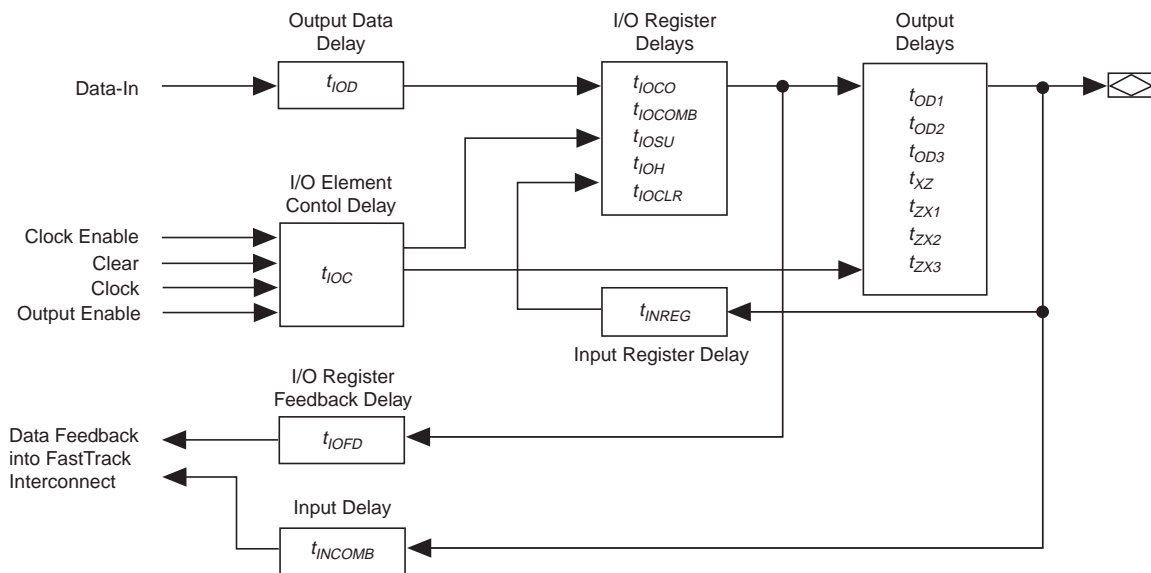 Output Data
Delay
I/O Register
Delays
Output
Delays
Data-In
tIOD
tIOCO
tIOCOMB
tIOSU
tIOH
tIOCLR
tOD1
tOD2
tOD3
tXZ
tZX1
tZX2
tZX3
I/O Element
Contol Delay
Clock Enable
Clear
Clock
Output Enable
tIOC
tINREG
Input Register Delay
I/O Register
Feedback Delay
Data Feedback
into FastTrack
Interconnect
tIOFD
Input Delay
tINCOMB